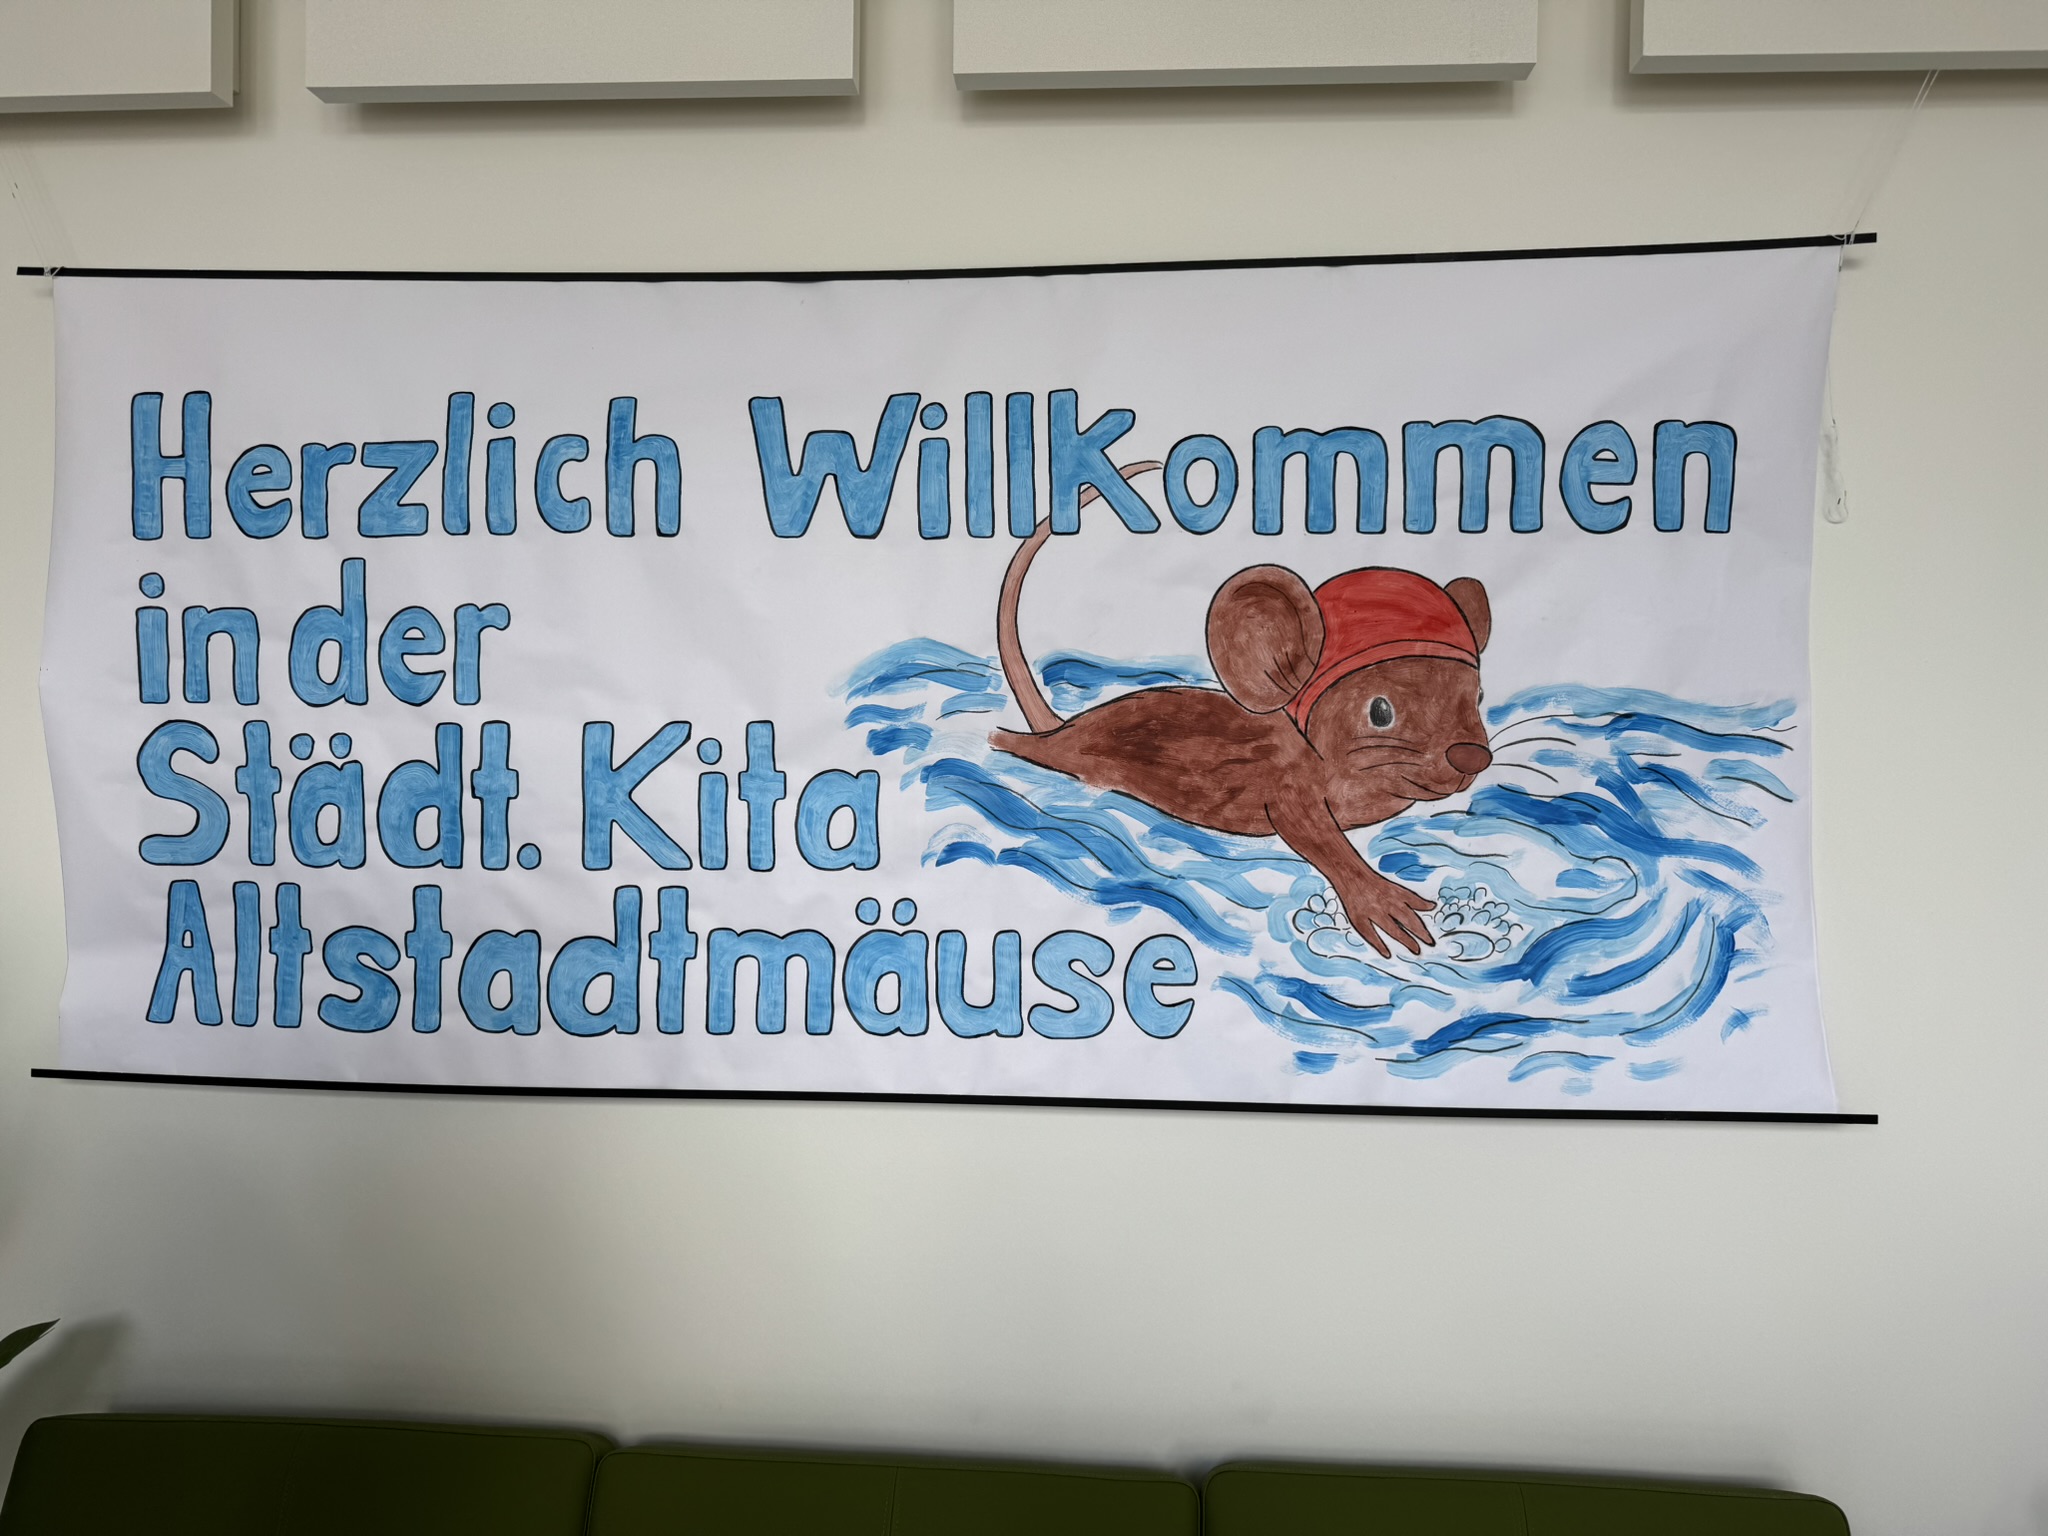 Herzlich Willkommen
in der
Städt. Kita
Altstadtmäuse